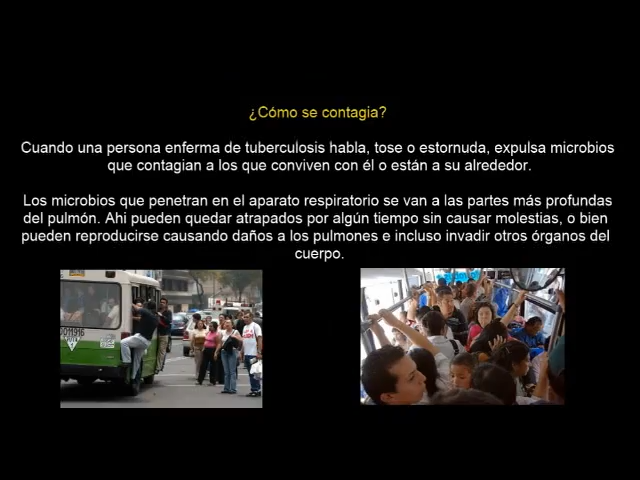 ¿Cómo se contagia?
Cuando una persona enferma de tuberculosis habla, tose o estornuda, expulsa microbios
que contagian a los que conviven con él o están a su alrededor.
Los microbios que penetran en el aparato respiratorio se van a las partes más profundas
del pulmón. Ahi pueden quedar atrapados por algún tiempo sin causar molestias, o bien
pueden reproducirse causando daños a los pulmones e incluso invadir otros órganos del
cuerpo.